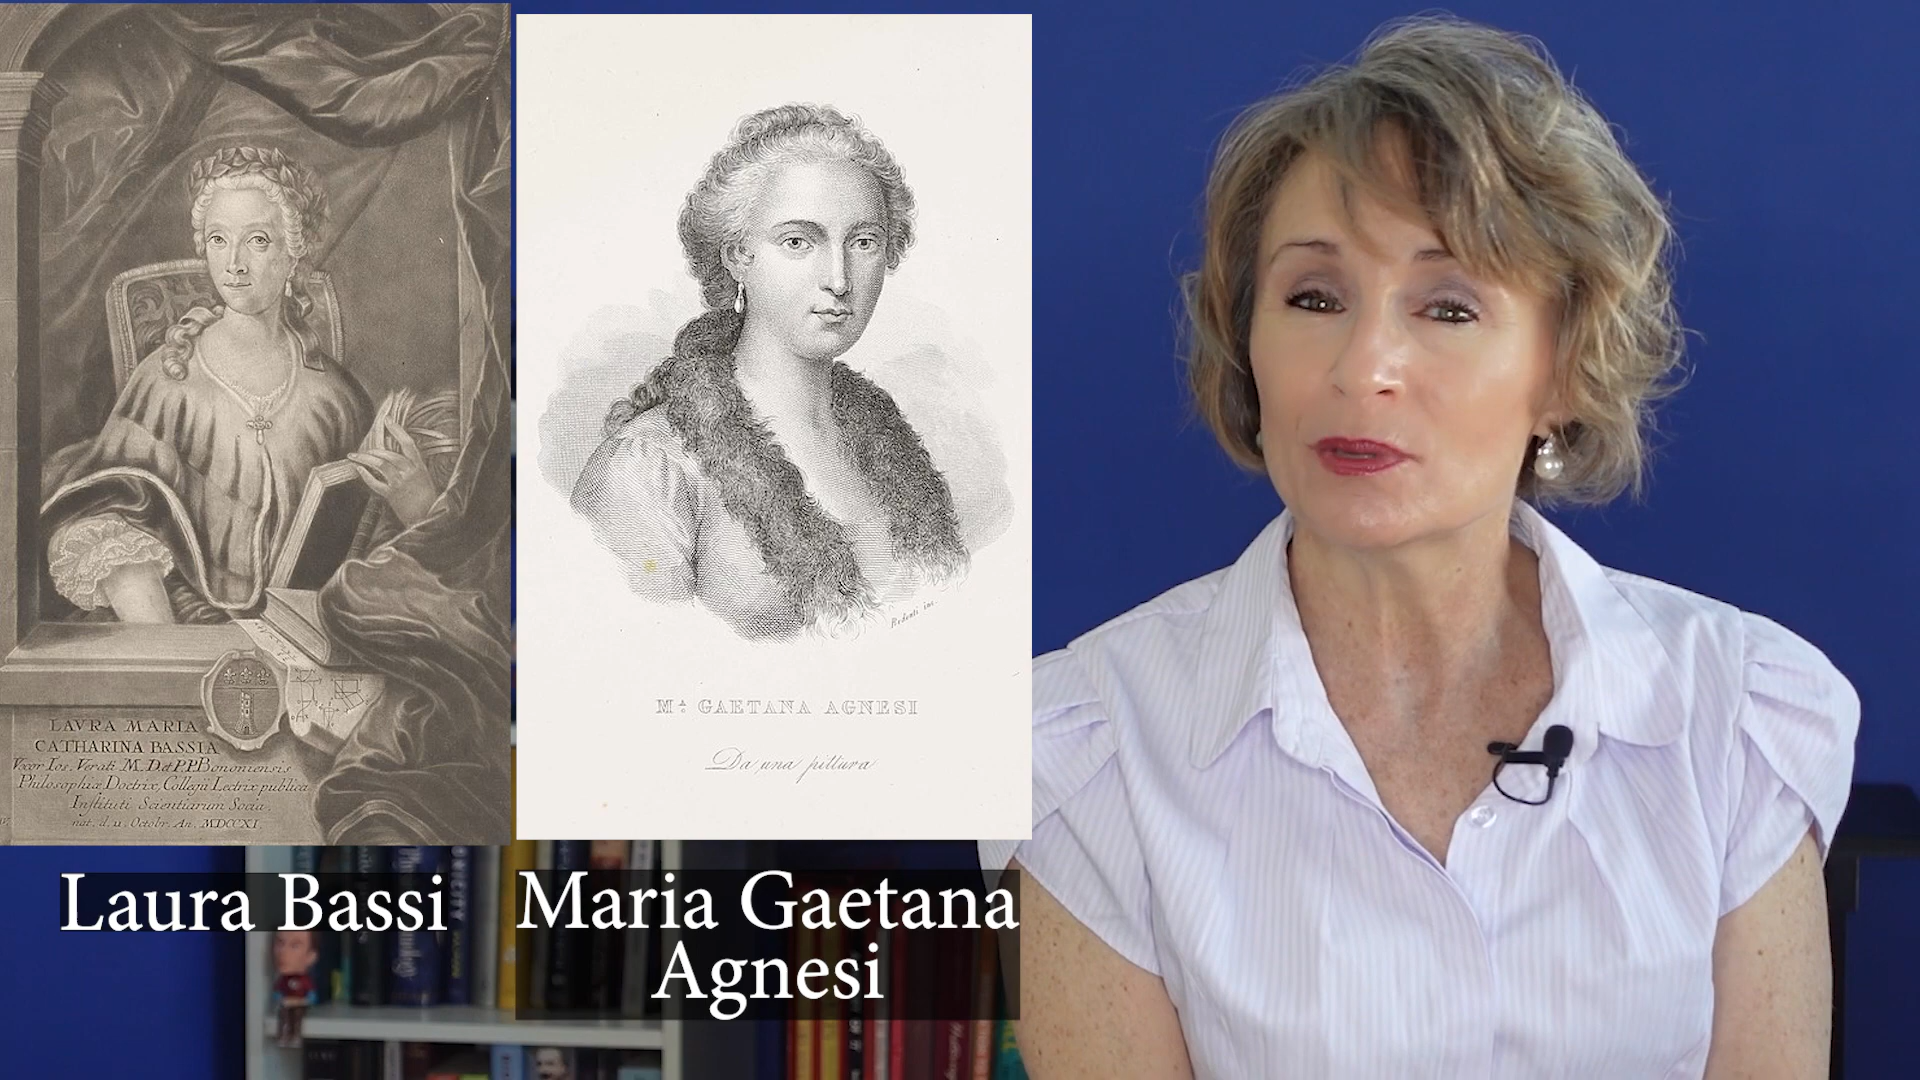 LAVRA MARIA
CATHARINA BASSIA
Vxor Ios. Verati M. D. et P.P. Bononiensis
Philosophiæ Doctrix, Collegii Lectrix publica
Instituti Scientiarum Socia.
nat. d. 11. Octobr. An. MDCCXI.
Laura Bassi
Mª. GAETANA AGNESI
Da una pittura
Maria Gaetana
Agnesi